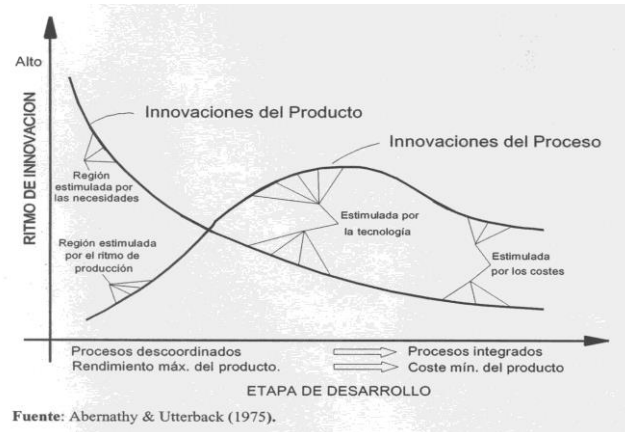 Alto
RITMO DE INNOVACION
Innovaciones del Producto
Innovaciones del Proceso
Región
estimulada por
las necesidades
Región estimulada
por el ritmo de
producción
Estimulada por
la tecnología
Estimulada
por los costes
Procesos descoordinados
Procesos integrados
Rendimiento máx. del producto.
Coste mín. del producto
ETAPA DE DESARROLLO
Fuente: Abernathy & Utterback (1975).